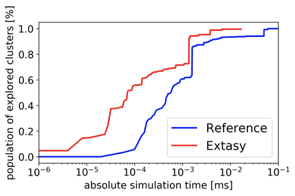 population of explored clusters [%]
1.0
0.8
0.6
0.4
0.2
0.0
Reference
Extasy
10⁻⁶ 10⁻⁵ 10⁻⁴ 10⁻³ 10⁻² 10⁻¹
absolute simulation time [ms]